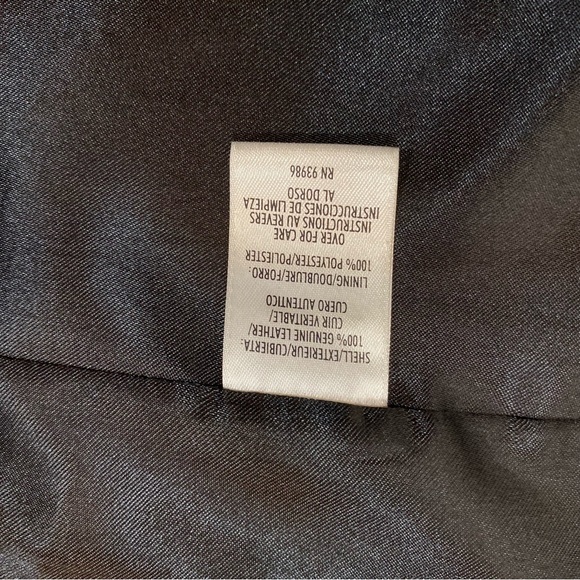 SHELL/EXTERIEUR/CUBIERTA:
100% GENUINE LEATHER/
CUIR VERITABLE/
CUERO AUTENTICO
LINING/DOUBLURE/FORRO:
100% POLYESTER/POLIESTER
OVER FOR CARE
INSTRUCTIONS AU REVERS
INSTRUCCIONES DE LIMPIEZA
AL DORSO
RN 93986